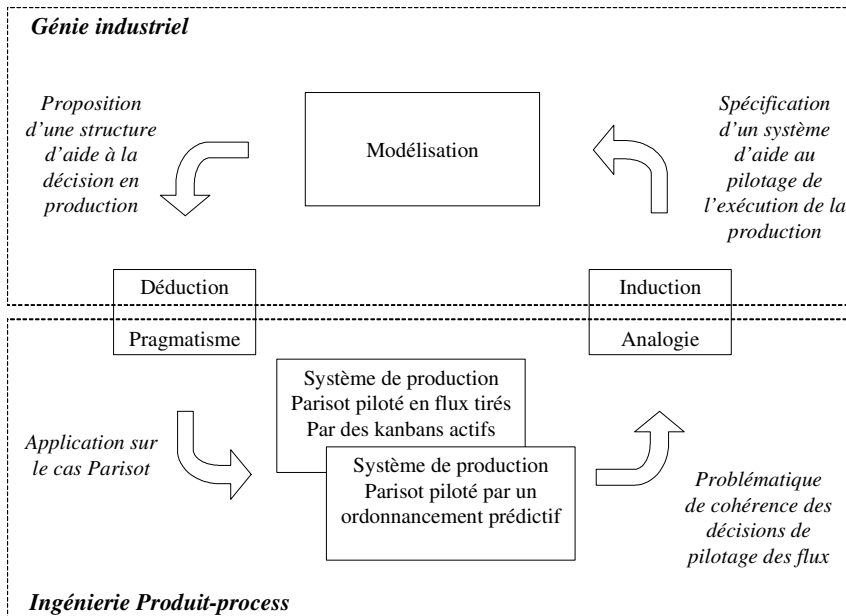 Génie industriel
Proposition
d'une structure
d'aide à la
décision en
production
Modélisation
Spécification
d'un système
d'aide au
pilotage de
l'exécution de la
production
Déduction
Induction
Pragmatisme
Analogie
Système de production
Parisot piloté en flux tirés
Par des kanbans actifs
Application sur
le cas Parisot
Système de production
Parisot piloté par un
ordonnancement prédictif
Problématique
de cohérence des
décisions de
pilotage des flux
Ingénierie Produit-process